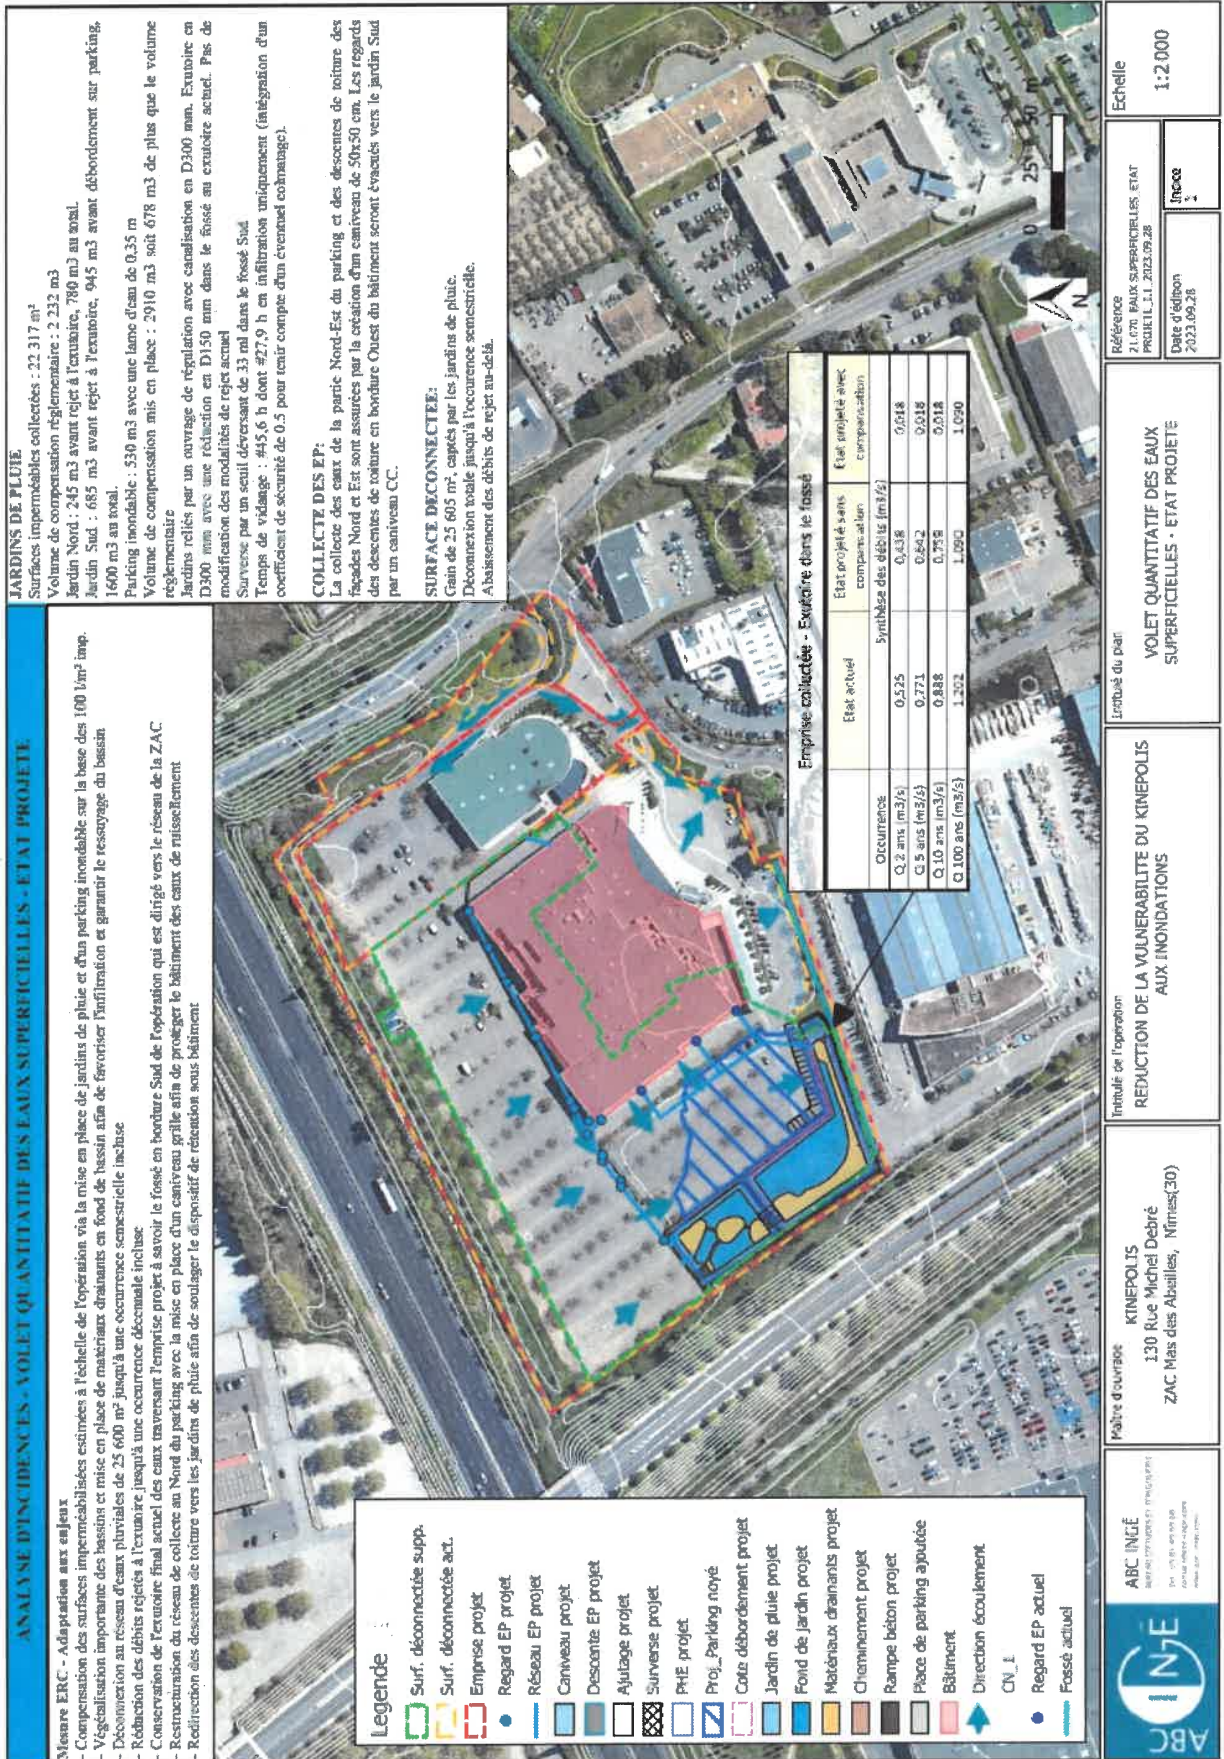 ANALYSE D'INCIDENCES - VOLET QUANTITATIF DES EAUX SUPERFICIELLES - ETAT PROJETE
Mesure ERC - Adaptation aux enjeux
- Compensation des surfaces imperméabilisées estimées à l'échelle de l'opération via la mise en place de jardins de pluie et d'un parking inondable sur la base des 100 l/m² imp.
- Végétalisation importante des bassins et mise en place de matériaux drainants en fond de bassin afin de favoriser l'infiltration et garantir le ressuyage du bassin
- Déconnexion au réseau d'eaux pluviales de 25 600 m² jusqu'à une occurrence semestrielle incluse
- Réduction des débits rejetés à l'exutoire jusqu'à une occurrence décennale incluse
- Conservation de l'exutoire final actuel des eaux traversant l'emprise projet à savoir le fossé en bordure Sud de l'opération qui est dirigé vers le réseau de la ZAC
- Restructuration du réseau de collecte au Nord du parking avec la mise en place d'un caniveau grille afin de protéger le bâtiment des eaux de ruissellement
- Redirection des descentes de toiture vers les jardins de pluie afin de soulager le dispositif de rétention sous bâtiment
JARDINS DE PLUIE
Surfaces imperméables collectées : 22 317 m²
Volume de compensation réglementaire : 2 232 m3
Jardin Nord : 245 m3 avant rejet à l'exutoire, 780 m3 au total.
Jardin Sud : 685 m3 avant rejet à l'exutoire, 945 m3 avant débordement sur parking,
1600 m3 au total.
Parking inondable : 530 m3 avec une lame d'eau de 0,35 m
Volume de compensation mis en place : 2910 m3 soit 678 m3 de plus que le volume
réglementaire
Jardins reliés par un ouvrage de régulation avec canalisation en D300 mm. Exutoire en
D300 mm avec une réduction en D150 mm dans le fossé au exutoire actuel. Pas de
modification des modalités de rejet actuel
Surverse par un seuil déversant de 33 ml dans le fossé Sud
Temps de vidange : #45,6 h dont #27,9 h en infiltration uniquement (intégration d'un
coefficient de sécurité de 0.5 pour tenir compte d'un éventuel colmatage).
COLLECTE DES EP:
La collecte des eaux de la partie Nord-Est du parking et des descentes de toiture des
façades Nord et Est sont assurées par la création d'un caniveau de 50x50 cm. Les regards
des descentes de toiture en bordure Ouest du bâtiment seront évacués vers le jardin Sud
par un caniveau CC.
SURFACE DECONNECTEE:
Gain de 25 605 m², captés par les jardins de pluie.
Déconnexion totale jusqu'à l'occurence semestrielle.
Abaissement des débits de rejet au-delà.
Legende
Surf. déconnectée supp.
Surf. déconnectée act.
Emprise projet
Regard EP projet
Réseau EP projet
Caniveau projet
Descente EP projet
Ajutage projet
Surverse projet
PHE projet
Proj_Parking noyé
Cote débordement projet
Jardin de pluie projet
Fond de jardin projet
Matériaux drainants projet
Cheminement projet
Rampe béton projet
Place de parking ajoutée
Bâtiment
Direction écoulement
CN_1
Regard EP actuel
Fossé actuel
Emprise collectée - Exutoire dans le fossé
Etat actuel Etat projeté sans compensation Etat projeté avec compensation
Occurrence Synthèse des débits (m3/s)
Q 2 ans (m3/s) 0,525 0,438 0,018
Q 5 ans (m3/s) 0,771 0,642 0,018
Q 10 ans (m3/s) 0,888 0,018
Q 100 ans (m3/s) 1.202 1.090 1.090
N
0 25 50 m
ABC INGE
ABC INGÉ
Maître d'ouvrage
KINEPOLIS
130 Rue Michel Debré
ZAC Mas des Abeilles, Nîmes(30)
Intitulé de l'opération
REDUCTION DE LA VULNERABILITE DU KINEPOLIS
AUX INONDATIONS
Intitulé du plan
VOLET QUANTITATIF DES EAUX
SUPERFICIELLES - ETAT PROJETE
Référence
21.070 EAUX SUPERFICIELLES_ETAT
PROJET_I.1_2023.09.28
Date d'édition
2023.09.28
Indice
Echelle
1:2 000